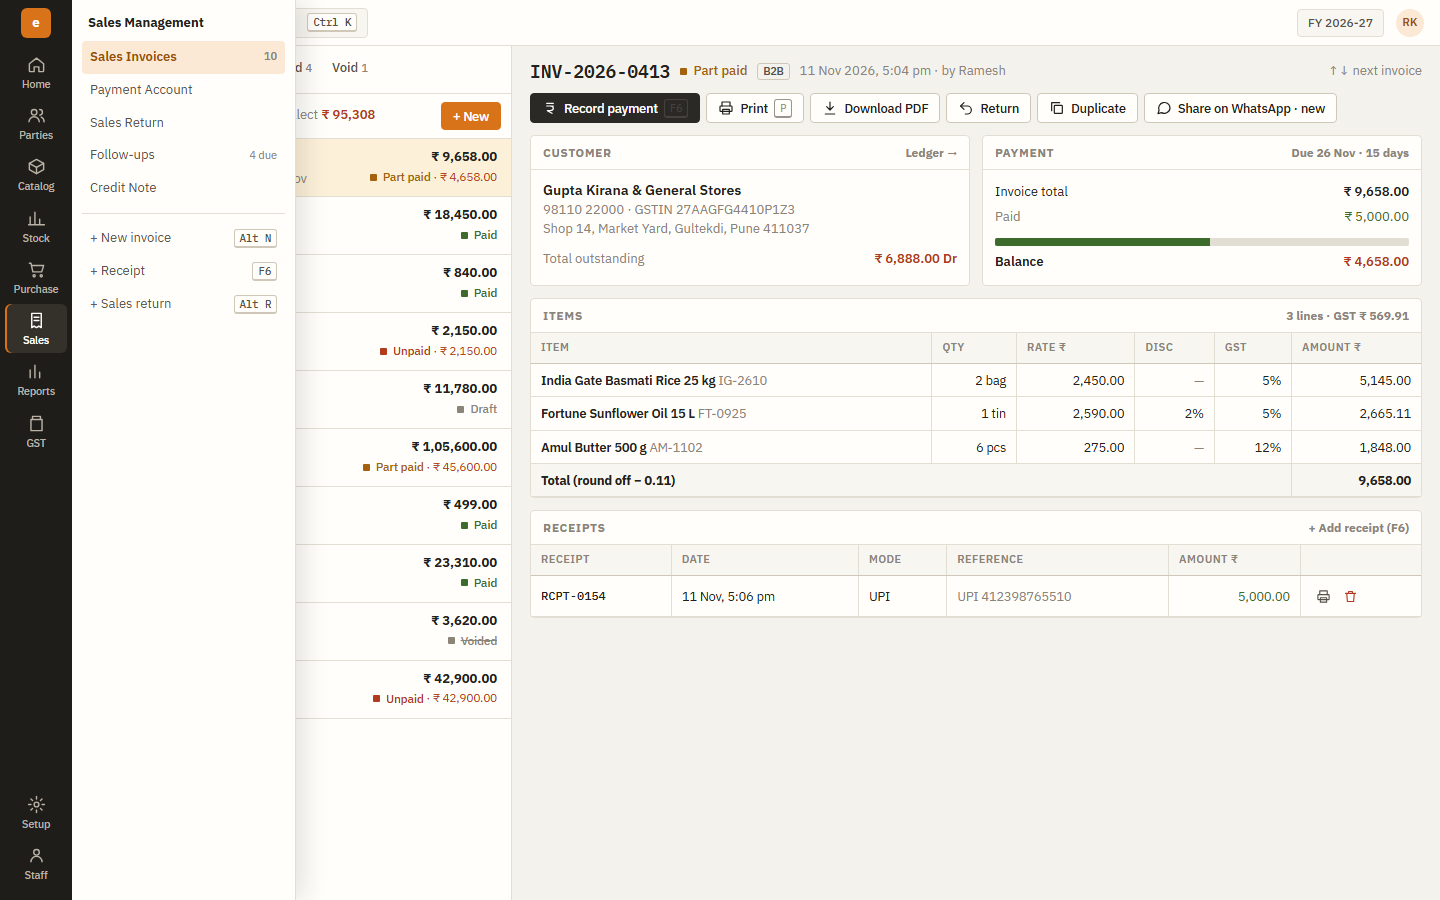 e
Home
Parties
Catalog
Stock
Purchase
Sales
Reports
GST
Setup
Staff
Sales Management
Sales Invoices 10
Payment Account
Sales Return
Follow-ups 4 due
Credit Note
+ New invoice Alt N
+ Receipt F6
+ Sales return Alt R
Ctrl K
FY 2026-27
RK
d 4 Void 1
lect ₹ 95,308
+ New
₹ 9,658.00
ov Part paid · ₹ 4,658.00
₹ 18,450.00
Paid
₹ 840.00
Paid
₹ 2,150.00
Unpaid · ₹ 2,150.00
₹ 11,780.00
Draft
₹ 1,05,600.00
Part paid · ₹ 45,600.00
₹ 499.00
Paid
₹ 23,310.00
Paid
₹ 3,620.00
Voided
₹ 42,900.00
Unpaid · ₹ 42,900.00
INV-2026-0413 Part paid B2B 11 Nov 2026, 5:04 pm · by Ramesh ↑ ↓ next invoice
Record payment F6 Print P Download PDF Return Duplicate Share on WhatsApp · new
CUSTOMER Ledger →
Gupta Kirana & General Stores
98110 22000 · GSTIN 27AAGFG4410P1Z3
Shop 14, Market Yard, Gultekdi, Pune 411037
Total outstanding ₹ 6,888.00 Dr
PAYMENT Due 26 Nov · 15 days
Invoice total ₹ 9,658.00
Paid ₹ 5,000.00
Balance ₹ 4,658.00
ITEMS 3 lines · GST ₹ 569.91
ITEM QTY RATE ₹ DISC GST AMOUNT ₹
India Gate Basmati Rice 25 kg IG-2610 2 bag 2,450.00 — 5% 5,145.00
Fortune Sunflower Oil 15 L FT-0925 1 tin 2,590.00 2% 5% 2,665.11
Amul Butter 500 g AM-1102 6 pcs 275.00 — 12% 1,848.00
Total (round off − 0.11) 9,658.00
RECEIPTS + Add receipt (F6)
RECEIPT DATE MODE REFERENCE AMOUNT ₹
RCPT-0154 11 Nov, 5:06 pm UPI UPI 412398765510 5,000.00